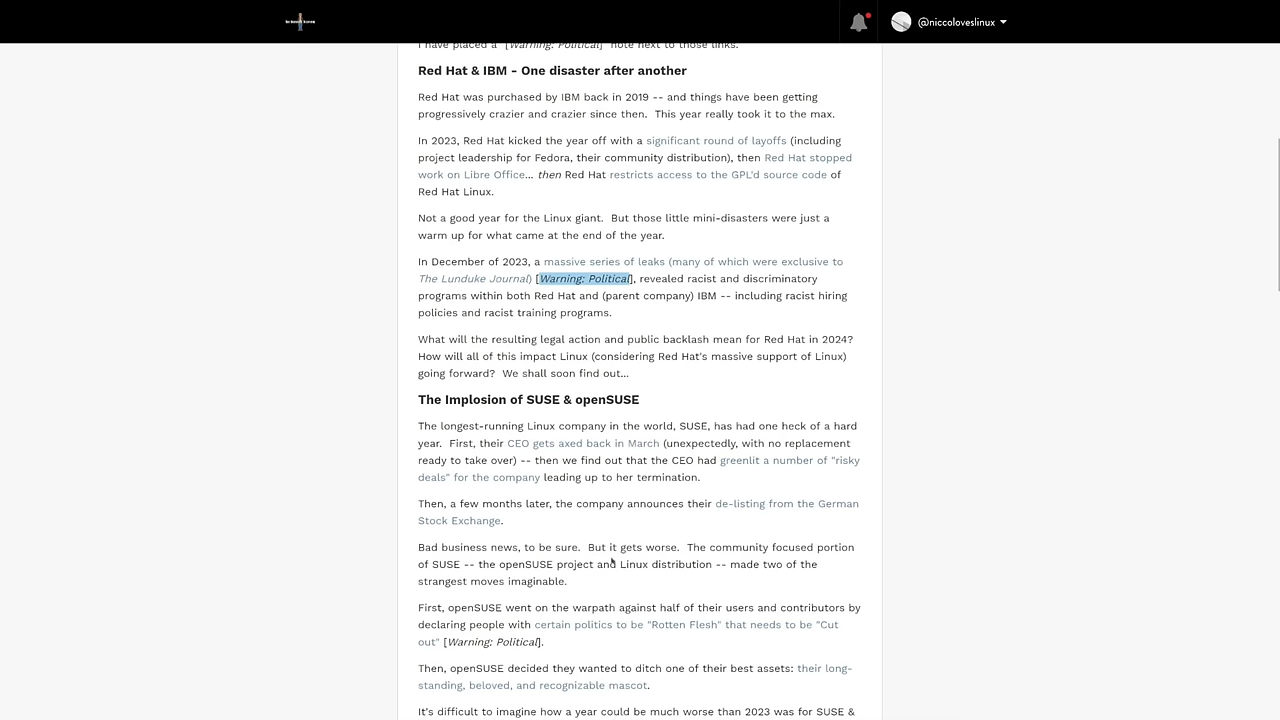 @niccoloveslinux
I have placed a "[Warning: Political]" note next to those links.
Red Hat & IBM - One disaster after another
Red Hat was purchased by IBM back in 2019 -- and things have been getting
progressively crazier and crazier since then.  This year really took it to the max.
In 2023, Red Hat kicked the year off with a significant round of layoffs (including
project leadership for Fedora, their community distribution), then Red Hat stopped
work on Libre Office... then Red Hat restricts access to the GPL'd source code of
Red Hat Linux.
Not a good year for the Linux giant.  But those little mini-disasters were just a
warm up for what came at the end of the year.
In December of 2023, a massive series of leaks (many of which were exclusive to
The Lunduke Journal) [Warning: Political], revealed racist and discriminatory
programs within both Red Hat and (parent company) IBM -- including racist hiring
policies and racist training programs.
What will the resulting legal action and public backlash mean for Red Hat in 2024?
How will all of this impact Linux (considering Red Hat's massive support of Linux)
going forward?  We shall soon find out...
The Implosion of SUSE & openSUSE
The longest-running Linux company in the world, SUSE, has had one heck of a hard
year.  First, their CEO gets axed back in March (unexpectedly, with no replacement
ready to take over) -- then we find out that the CEO had greenlit a number of "risky
deals" for the company leading up to her termination.
Then, a few months later, the company announces their de-listing from the German
Stock Exchange.
Bad business news, to be sure.  But it gets worse.  The community focused portion
of SUSE -- the openSUSE project and Linux distribution -- made two of the
strangest moves imaginable.
First, openSUSE went on the warpath against half of their users and contributors by
declaring people with certain politics to be "Rotten Flesh" that needs to be "Cut
out" [Warning: Political].
Then, openSUSE decided they wanted to ditch one of their best assets: their long-
standing, beloved, and recognizable mascot.
It's difficult to imagine how a year could be much worse than 2023 was for SUSE &